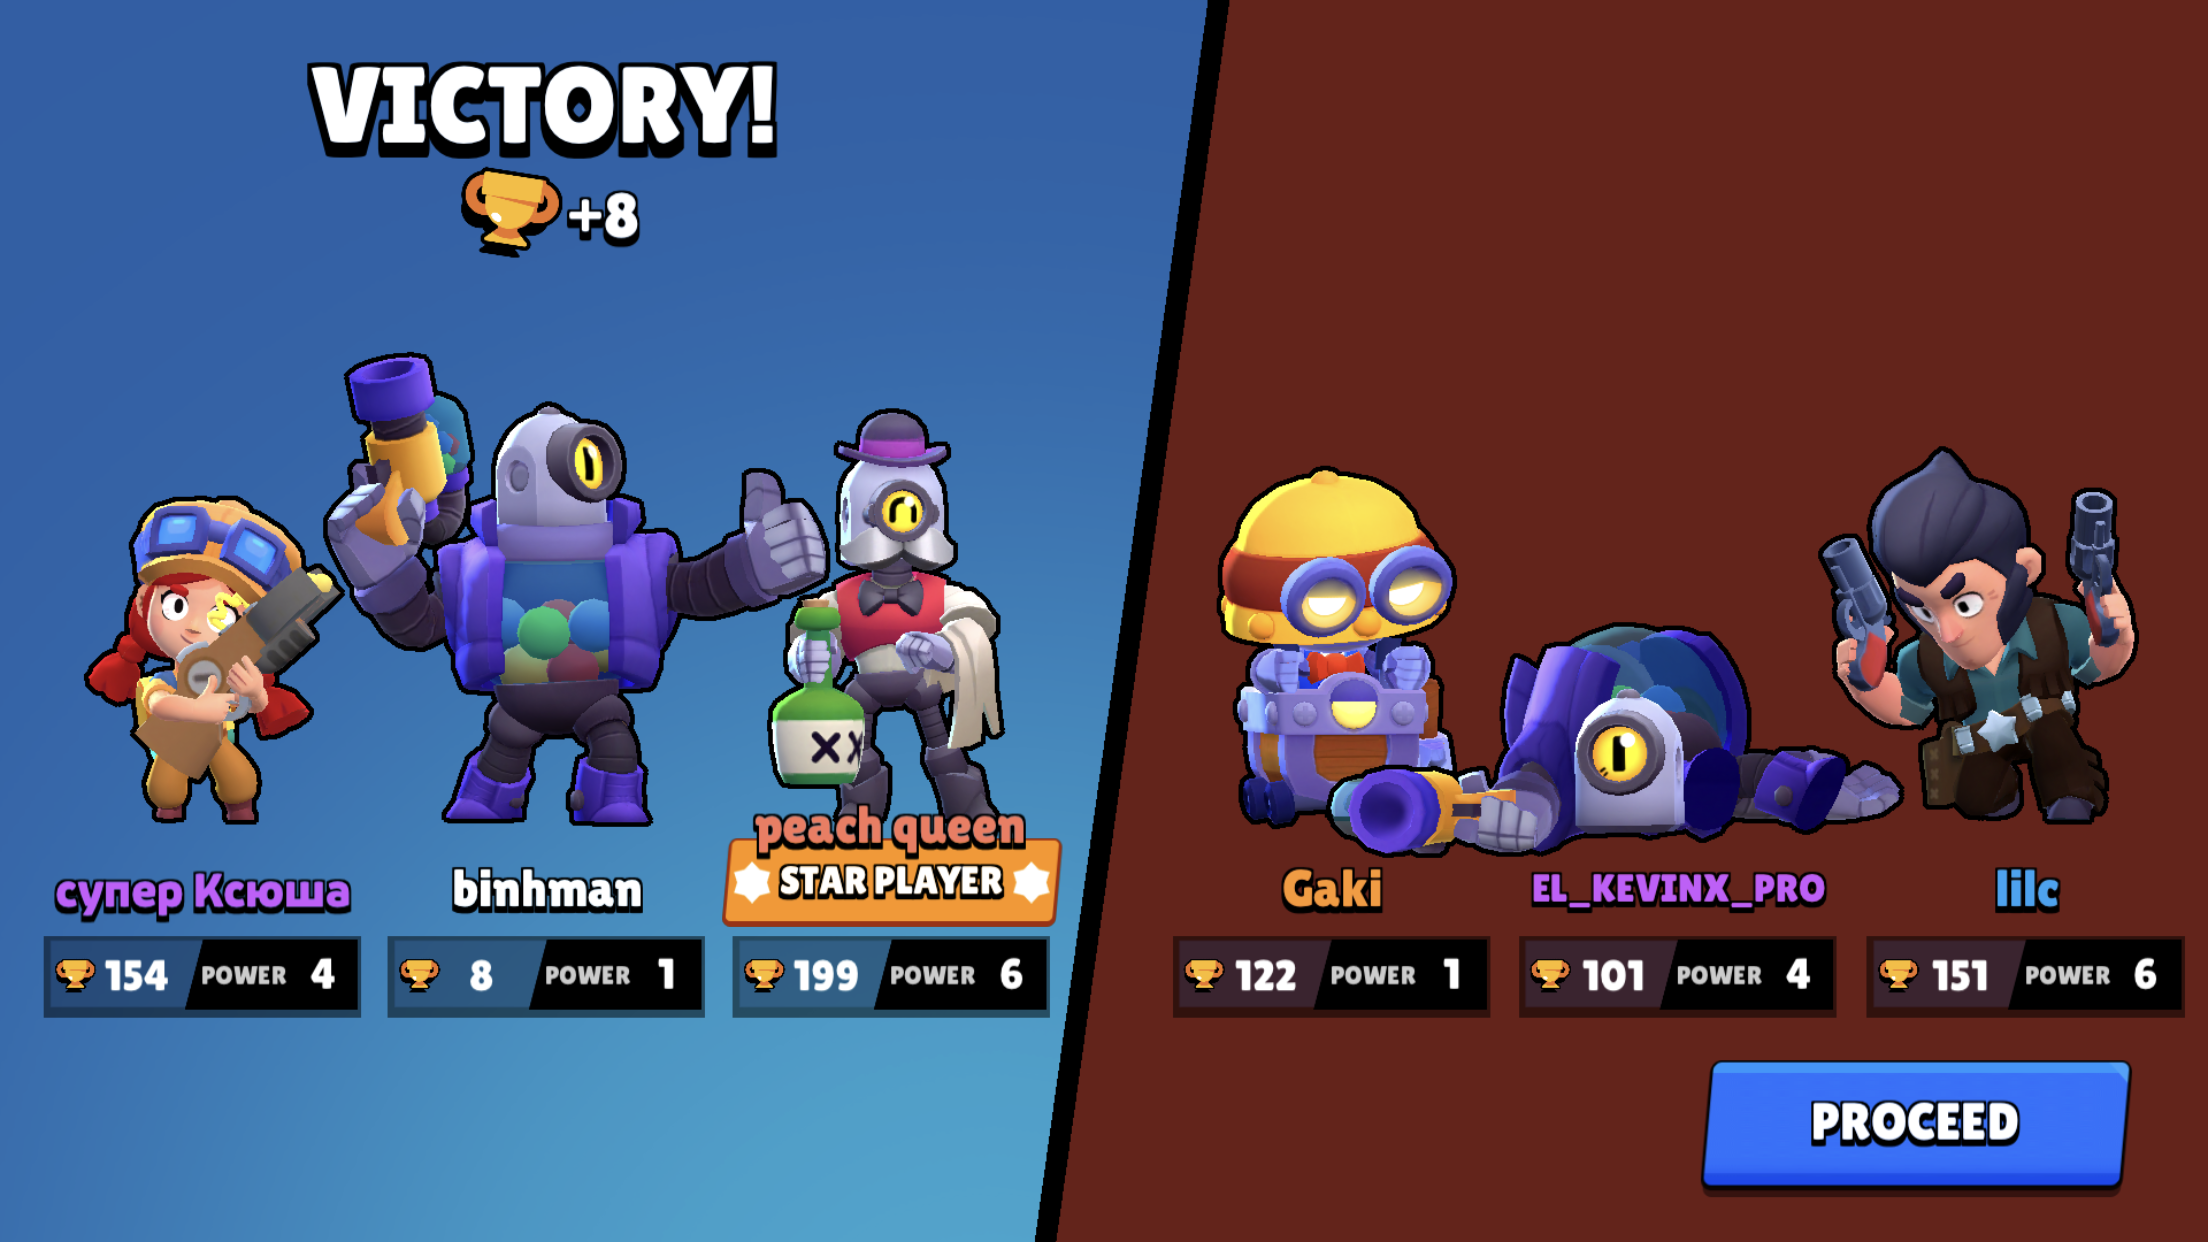 VICTORY!
+8
супер Ксюша
154 POWER 4
binhman
8 POWER 1
peach queen
STAR PLAYER
199 POWER 6
XX
Gaki
122 POWER 1
EL_KEVINX_PRO
101 POWER 4
lilc
151 POWER 6
PROCEED